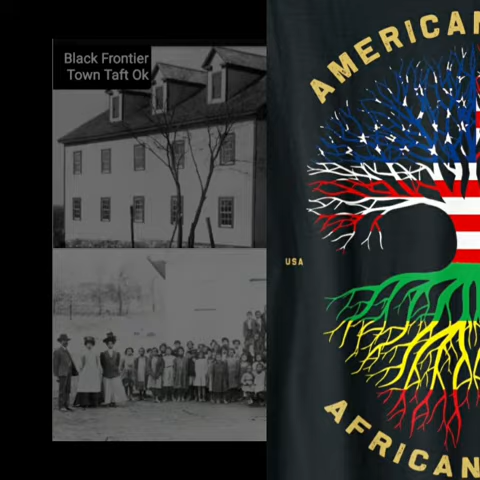 Black Frontier
Town Taft Ok
AMERICAN
USA
AFRICAN